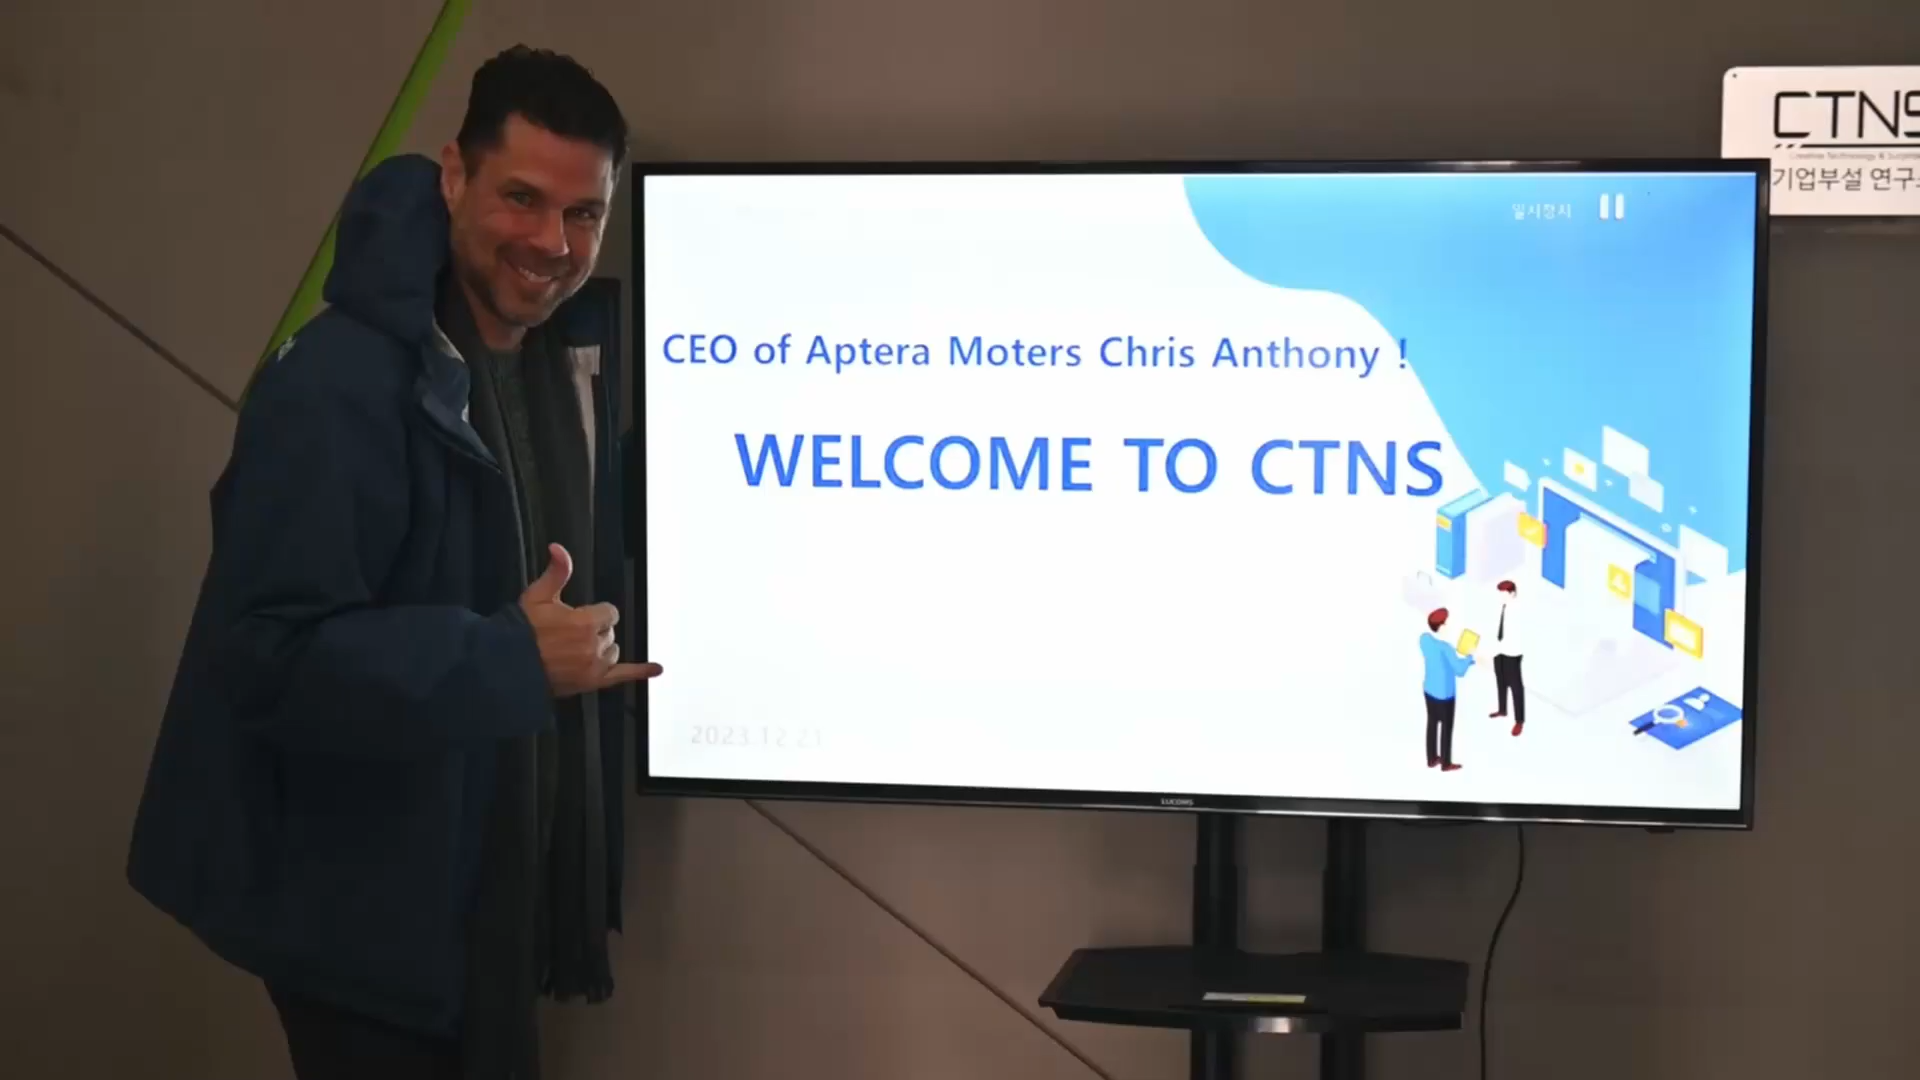 CTNS
기업부설 연구
일시정지
CEO of Aptera Moters Chris Anthony !
WELCOME TO CTNS
2023.12.21
LUCOMS